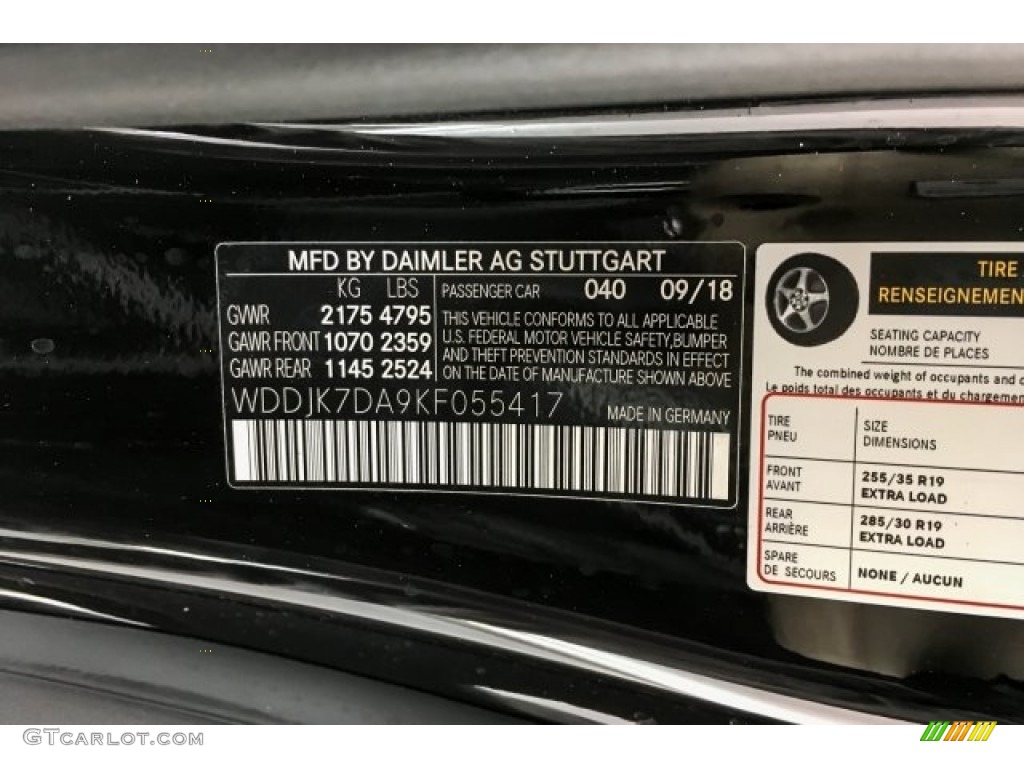 MFD BY DAIMLER AG STUTTGART
KG LBS
GVWR 2175 4795
GAWR FRONT 1070 2359
GAWR REAR 1145 2524
PASSENGER CAR 040 09/18
THIS VEHICLE CONFORMS TO ALL APPLICABLE
U.S. FEDERAL MOTOR VEHICLE SAFETY,BUMPER
AND THEFT PREVENTION STANDARDS IN EFFECT
ON THE DATE OF MANUFACTURE SHOWN ABOVE
WDDJK7DA9KF055417
MADE IN GERMANY
TIRE
RENSEIGNEMEN
SEATING CAPACITY
NOMBRE DE PLACES
The combined weight of occupants and c
Le poids total des occupants et du chargemen
TIRE SIZE
PNEU DIMENSIONS
FRONT 255/35 R19
AVANT EXTRA LOAD
REAR 285/30 R19
ARRIÈRE EXTRA LOAD
SPARE NONE / AUCUN
DE SECOURS
GTCarlot.com